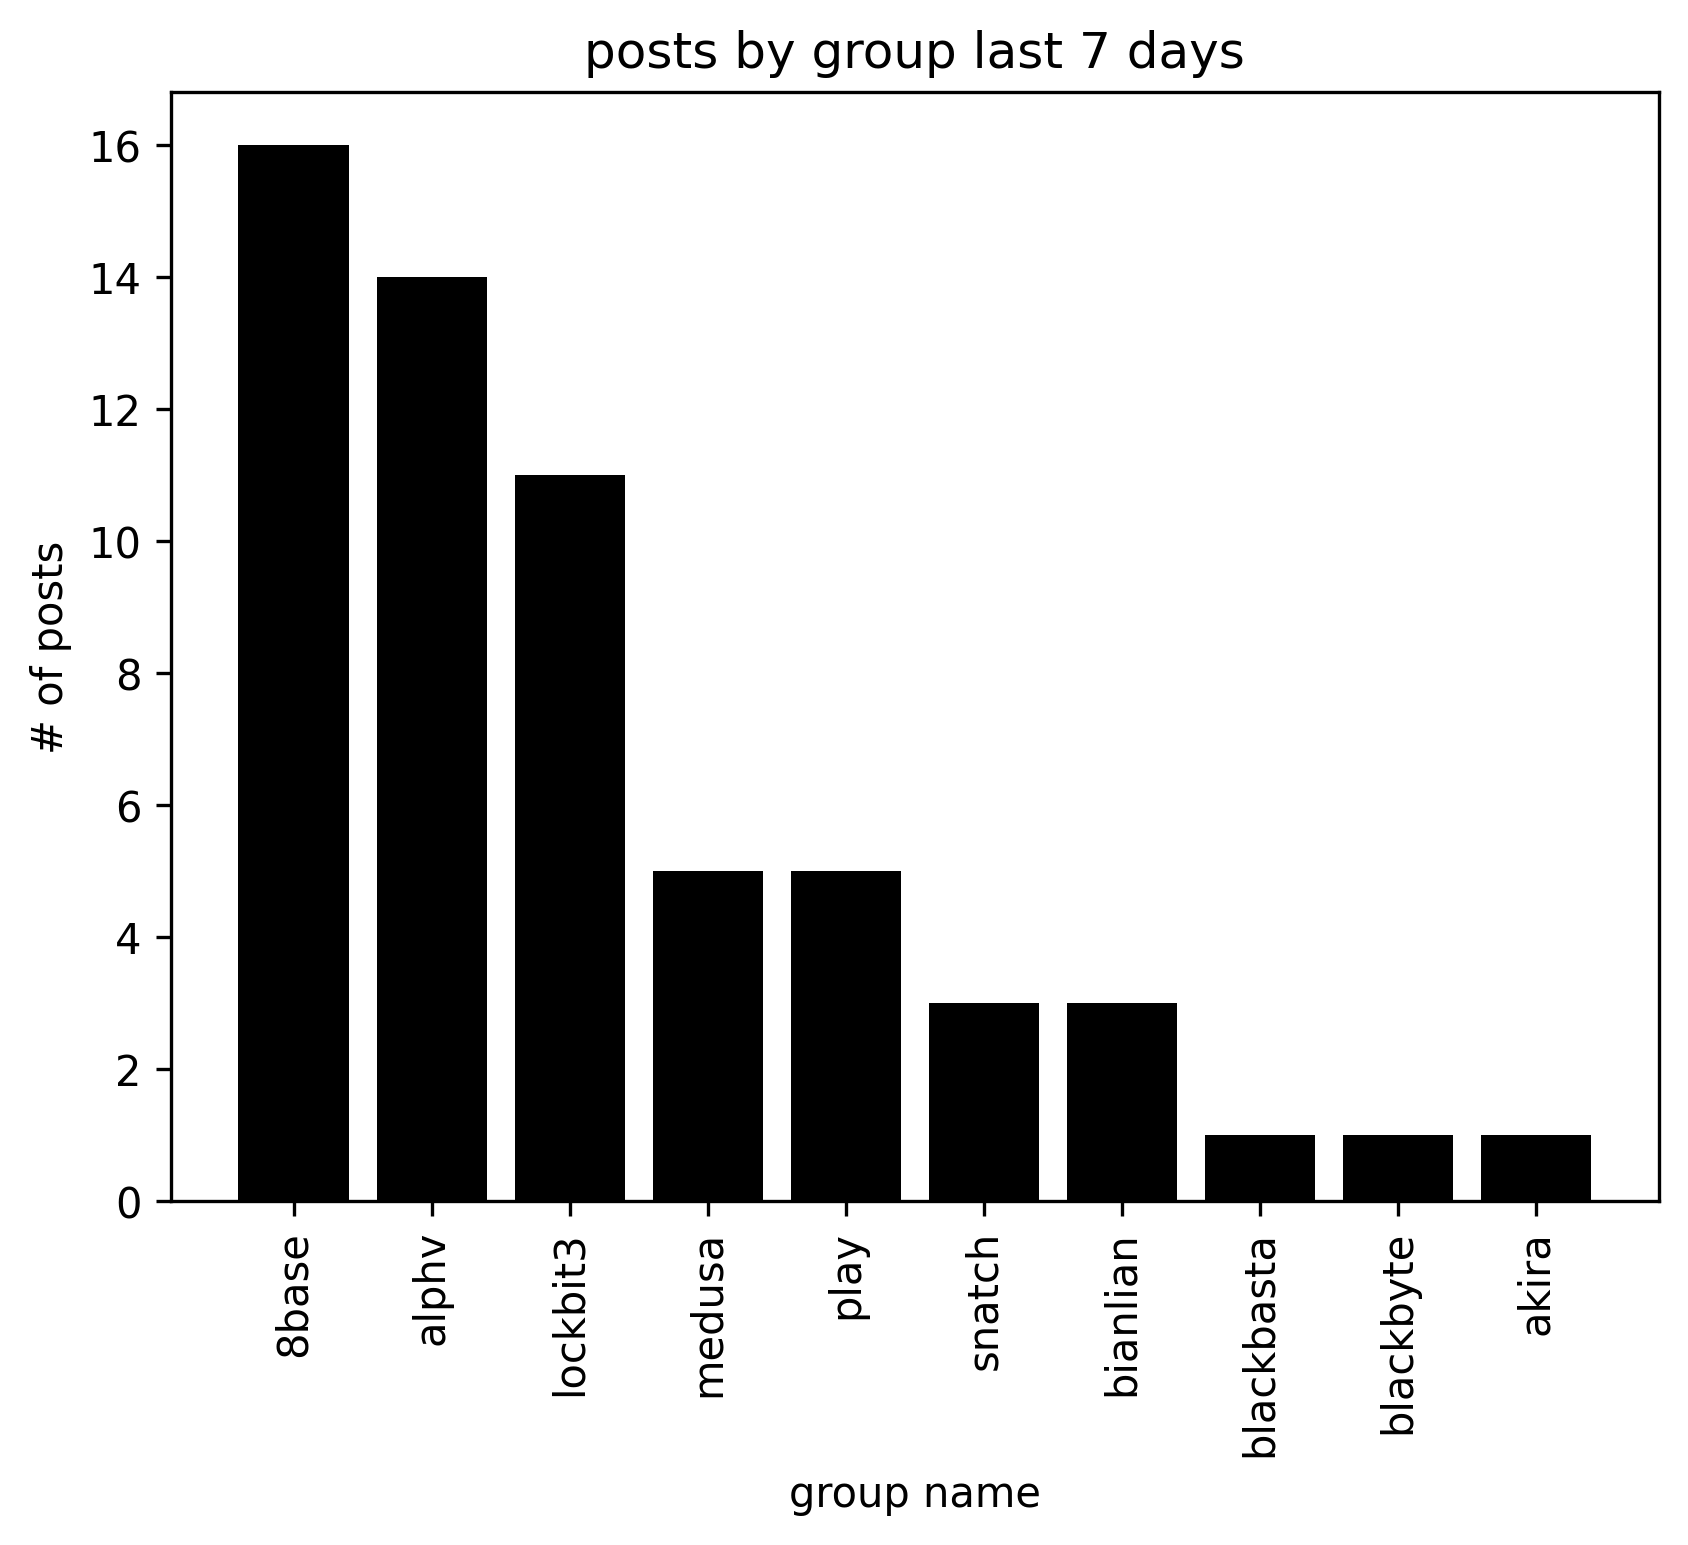 posts by group last 7 days
# of posts
16
14
12
10
8
6
4
2
0
8base
alphv
lockbit3
medusa
play
snatch
bianlian
blackbasta
blackbyte
akira
group name